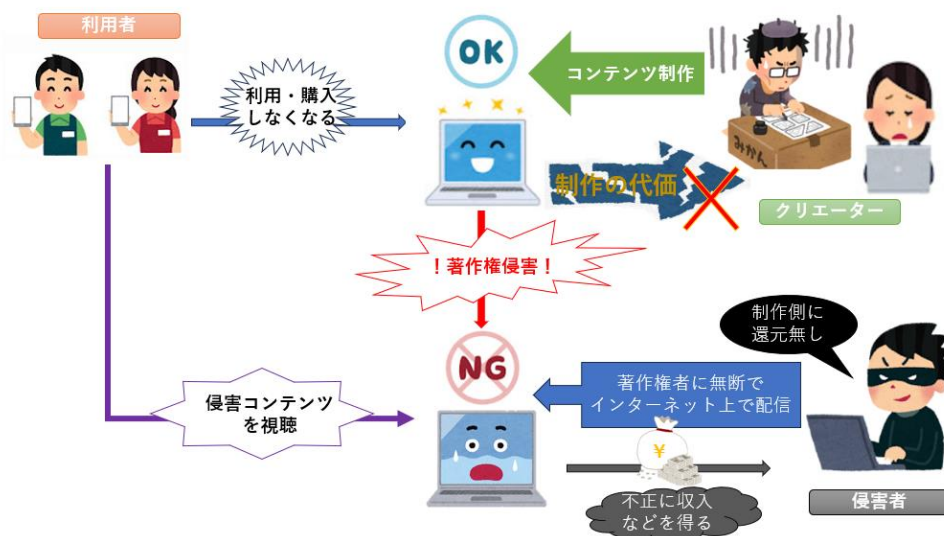 利用者
OK
コンテンツ制作
利用・購入
しなくなる
みかん
制作の代価
クリエーター
！著作権侵害！
制作側に
還元無し
NG
著作権者に無断で
インターネット上で配信
侵害コンテンツ
を視聴
¥
不正に収入
などを得る
侵害者